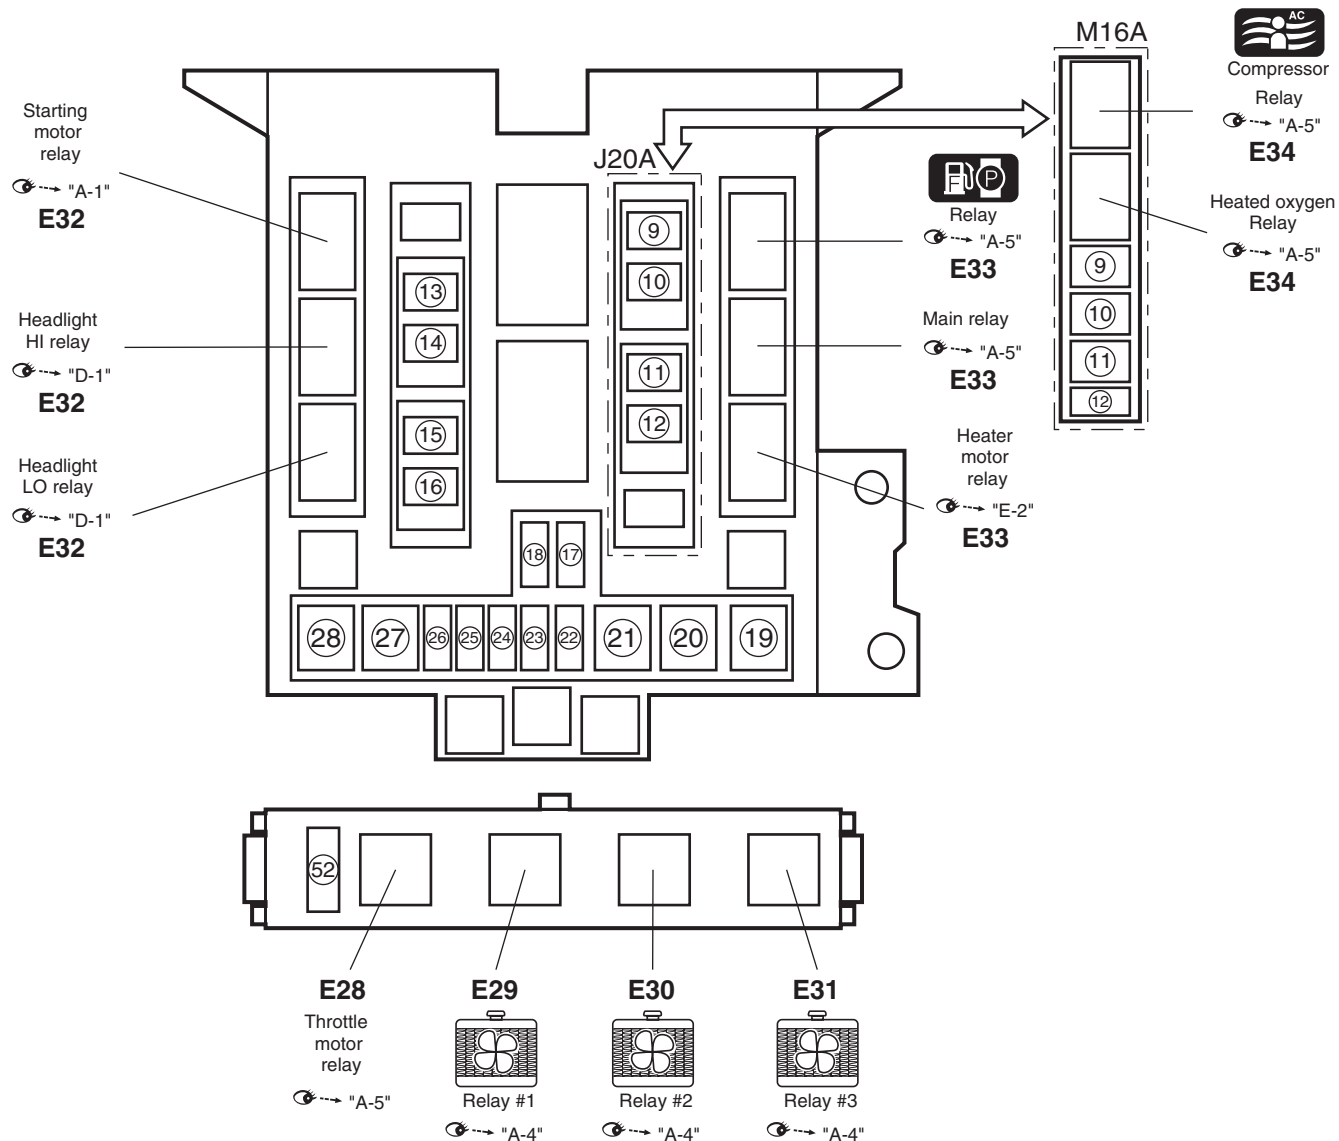 M16A
AC
Compressor
Relay
"A-5"
E34
Heated oxygen
Relay
"A-5"
E34
9
10
11
12
Starting
motor
relay
"A-1"
E32
Headlight
HI relay
"D-1"
E32
Headlight
LO relay
"D-1"
E32
J20A
P
Relay
"A-5"
E33
Main relay
"A-5"
E33
Heater
motor
relay
"E-2"
E33
9
10
11
12
13
14
15
16
18 17
28 27 26 25 24 23 22 21 20 19
52
E28 E29 E30 E31
Throttle
motor
relay
"A-5"
Relay #1 Relay #2 Relay #3
"A-4" "A-4" "A-4"